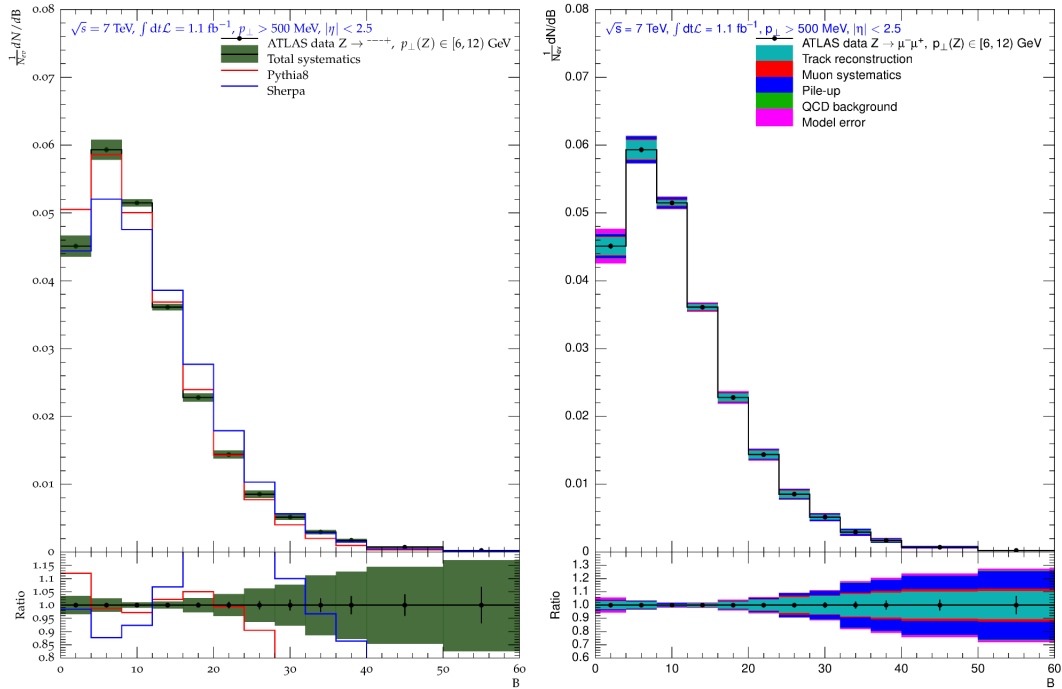 0.08
0.07
0.06
0.05
0.04
0.03
0.02
0.01
0
1/N_ev dN/dB
√s = 7 TeV, ∫ dtℒ = 1.1 fb⁻¹, p⊥ > 500 MeV, |η| < 2.5
ATLAS data Z → ----+, p⊥(Z) ∈ [6, 12) GeV
Total systematics
Pythia8
Sherpa
1.15
1.1
1.05
1.0
0.95
0.9
0.85
0.8
Ratio
0 10 20 30 40 50 60
B
0.08
0.07
0.06
0.05
0.04
0.03
0.02
0.01
0
1/N_ev dN/dB
√s = 7 TeV, ∫ dtℒ = 1.1 fb⁻¹, p⊥ > 500 MeV, |η| < 2.5
ATLAS data Z → μ⁻μ⁺, p⊥(Z) ∈ [6, 12) GeV
Track reconstruction
Muon systematics
Pile-up
QCD background
Model error
1.3
1.2
1.1
1.0
0.9
0.8
0.7
0.6
Ratio
0 10 20 30 40 50 60
B